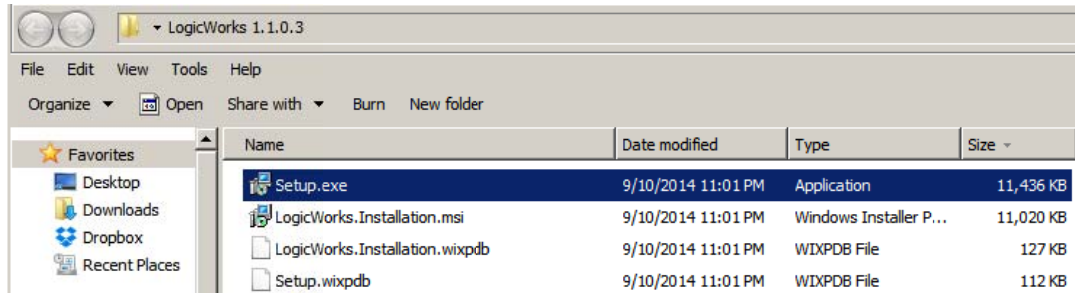 LogicWorks 1.1.0.3
File Edit View Tools Help
Organize Open Share with Burn New folder
Favorites
Desktop
Downloads
Dropbox
Recent Places
Name Date modified Type Size
Setup.exe 9/10/2014 11:01 PM Application 11,436 KB
LogicWorks.Installation.msi 9/10/2014 11:01 PM Windows Installer P... 11,020 KB
LogicWorks.Installation.wixpdb 9/10/2014 11:01 PM WIXPDB File 127 KB
Setup.wixpdb 9/10/2014 11:01 PM WIXPDB File 112 KB